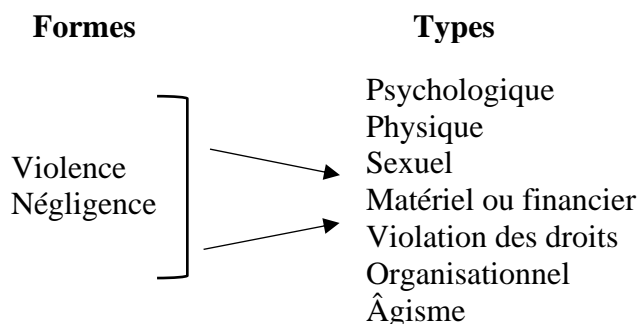 Formes
Types
Violence
Négligence
Psychologique
Physique
Sexuel
Matériel ou financier
Violation des droits
Organisationnel
Âgisme